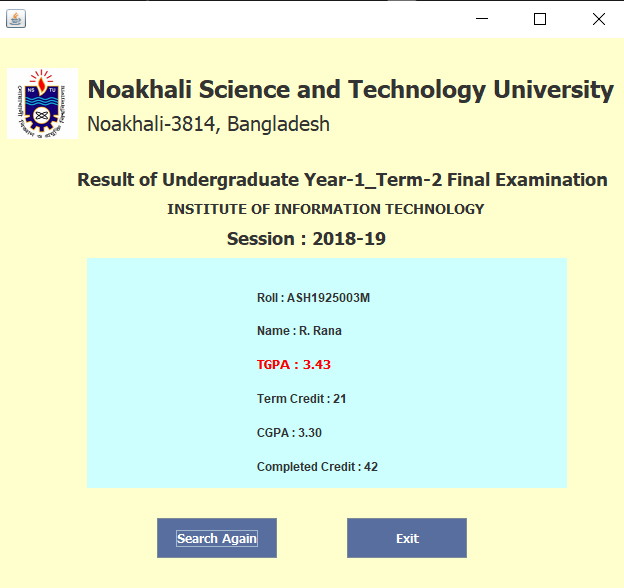 NS TU
Noakhali Science and Technology University
Noakhali-3814, Bangladesh
Result of Undergraduate Year-1_Term-2 Final Examination
INSTITUTE OF INFORMATION TECHNOLOGY
Session : 2018-19
Roll : ASH1925003M
Name : R. Rana
TGPA : 3.43
Term Credit : 21
CGPA : 3.30
Completed Credit : 42
Search Again
Exit